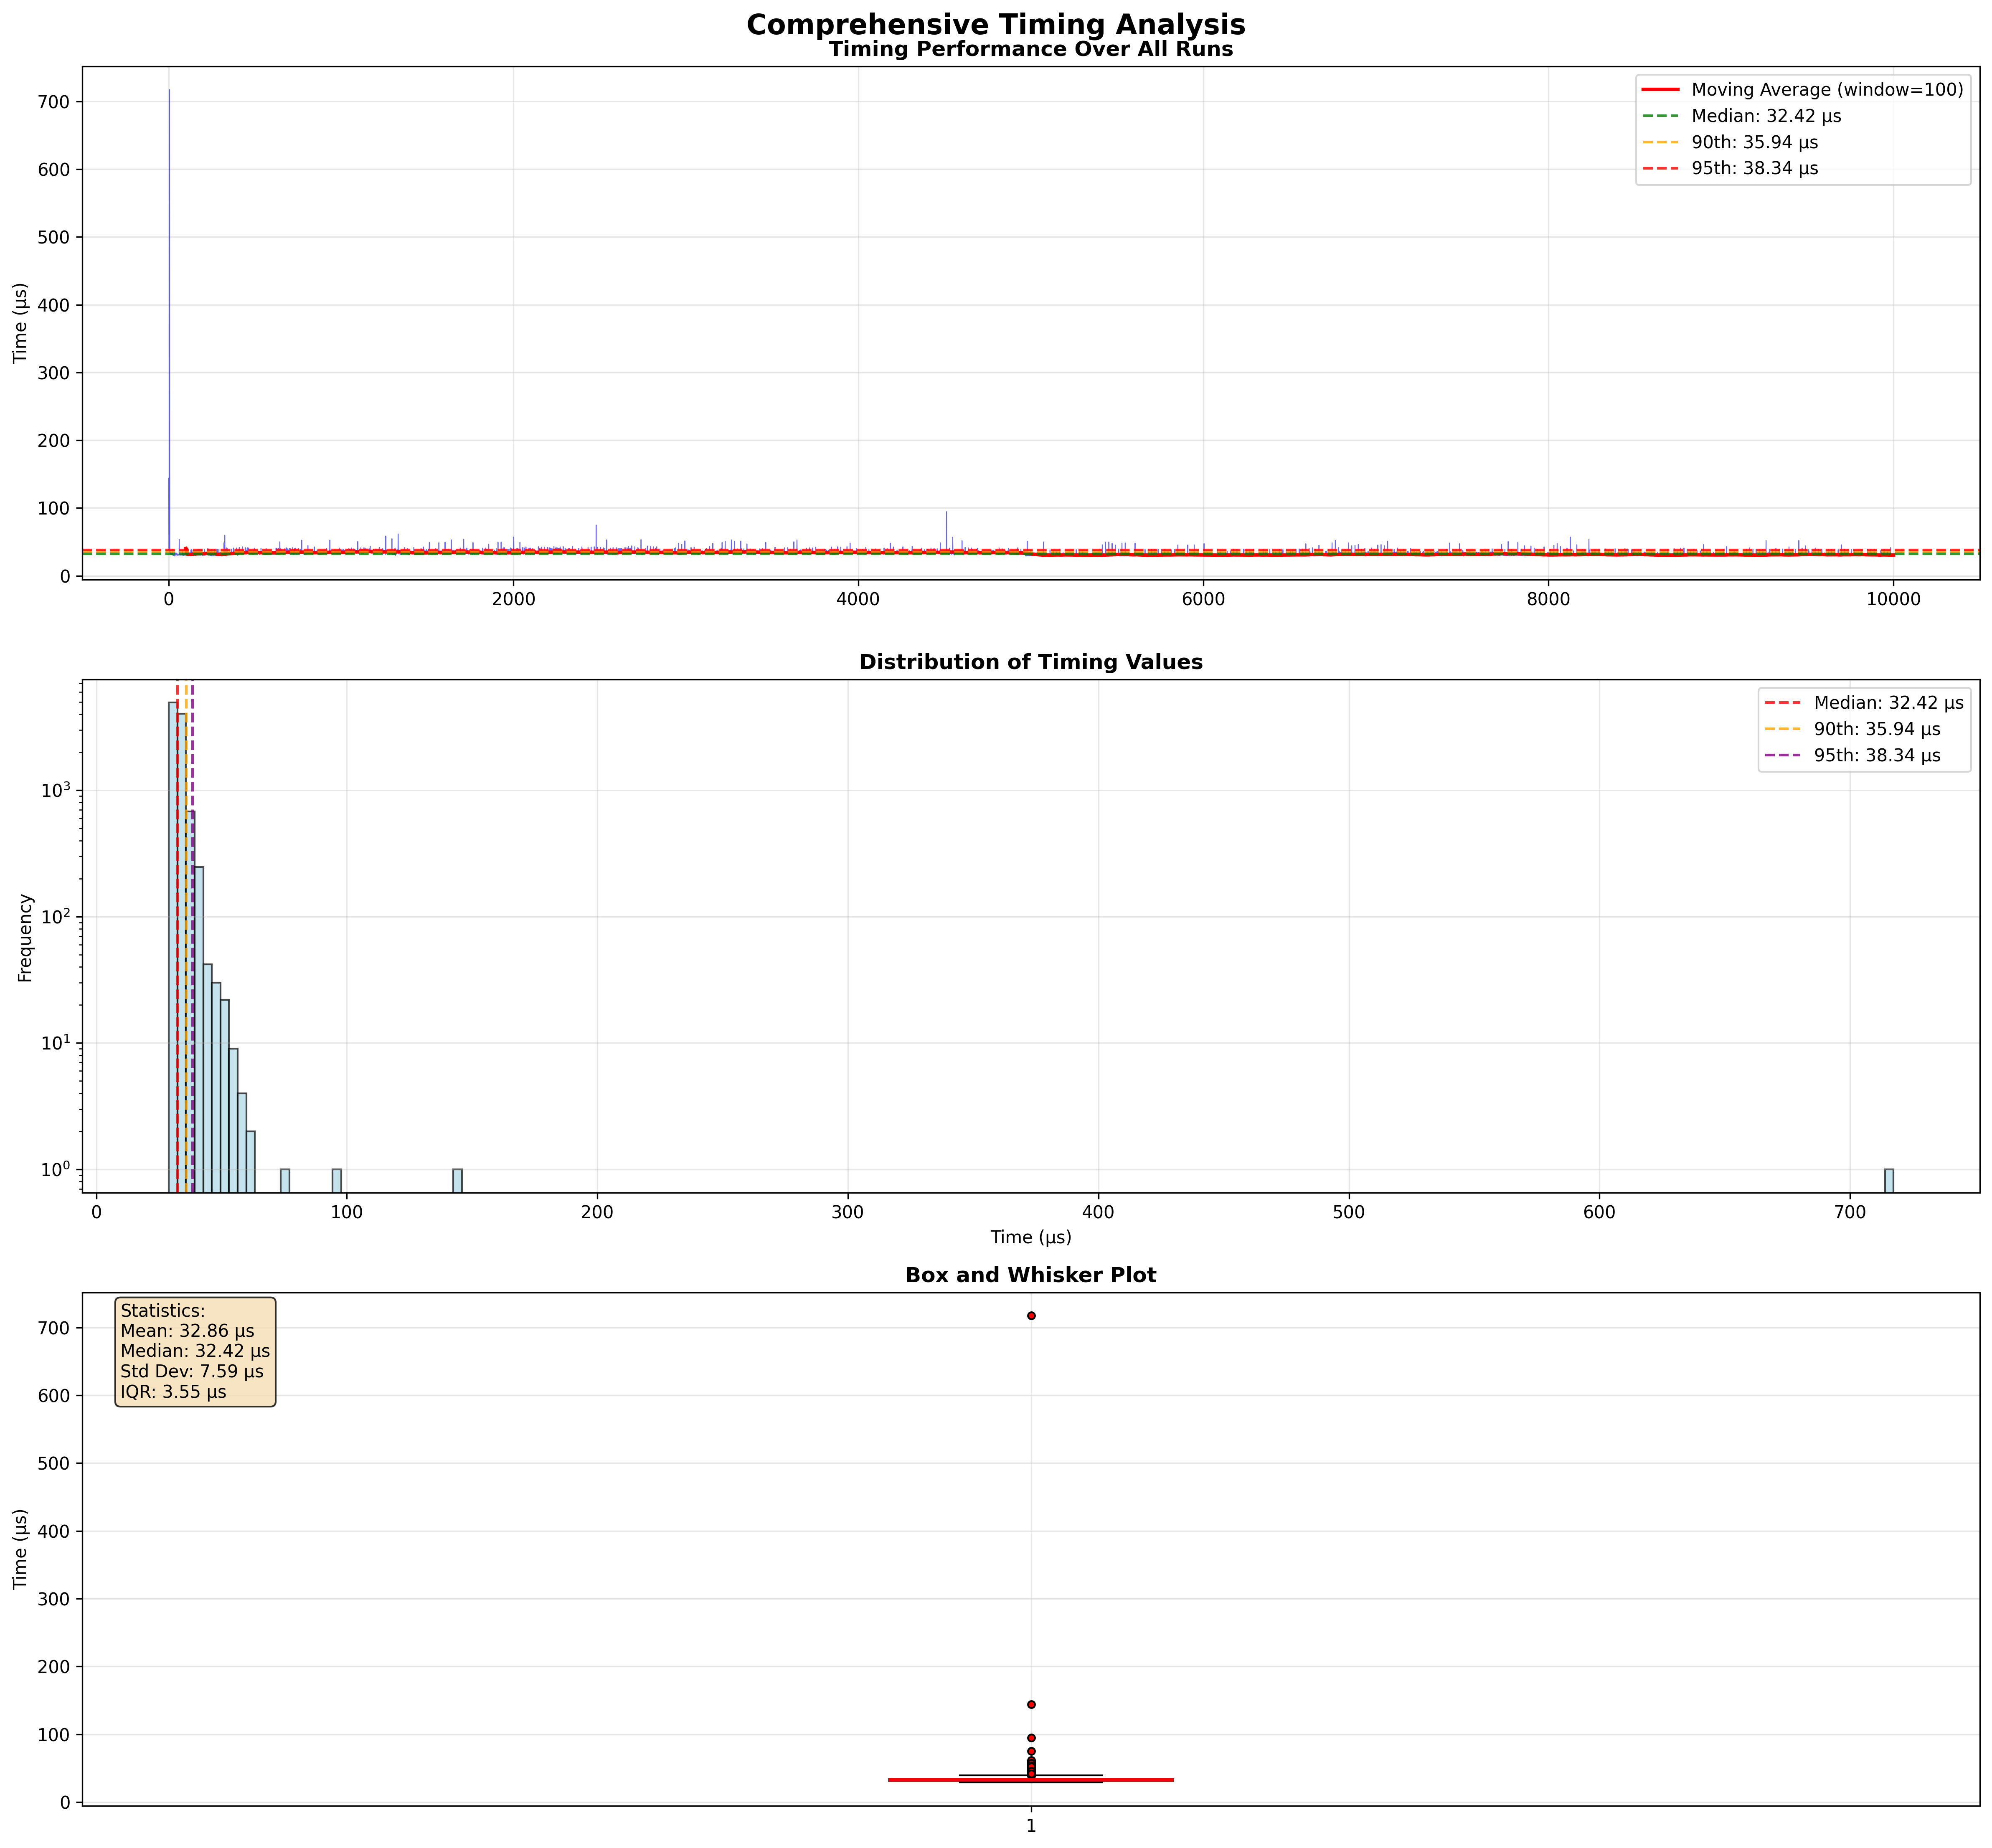 Comprehensive Timing Analysis
Timing Performance Over All Runs
Time (µs)
700
600
500
400
300
200
100
0
0 2000 4000 6000 8000 10000
Moving Average (window=100)
Median: 32.42 µs
90th: 35.94 µs
95th: 38.34 µs
Distribution of Timing Values
Frequency
10³
10²
10¹
10⁰
0 100 200 300 400 500 600 700
Time (µs)
Median: 32.42 µs
90th: 35.94 µs
95th: 38.34 µs
Box and Whisker Plot
Time (µs)
700
600
500
400
300
200
100
0
1
Statistics:
Mean: 32.86 µs
Median: 32.42 µs
Std Dev: 7.59 µs
IQR: 3.55 µs